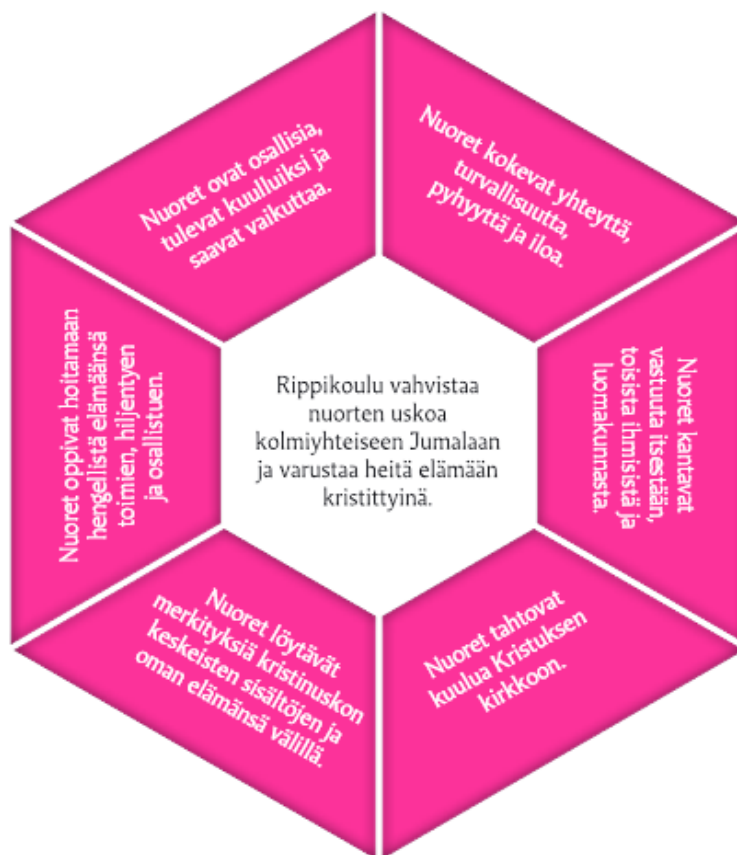 Nuoret ovat osallisia,
tulevat kuulluiksi ja
saavat vaikuttaa.
Nuoret kokevat yhteyttä,
turvallisuutta,
pyhyyttä ja iloa.
Nuoret oppivat hoitamaan
hengellistä elämäänsä
toimien, hiljentyen
ja osallistuen.
Rippikoulu vahvistaa
nuorten uskoa
kolmiyhteiseen Jumalaan
ja varustaa heitä elämään
kristittyinä.
Nuoret kantavat
vastuuta itsestään,
toisista ihmisistä ja
luomakunnasta.
Nuoret löytävät
merkityksiä kristinuskon
keskeisten sisältöjen ja
oman elämänsä välillä.
Nuoret tahtovat
kuulua Kristuksen
kirkkoon.